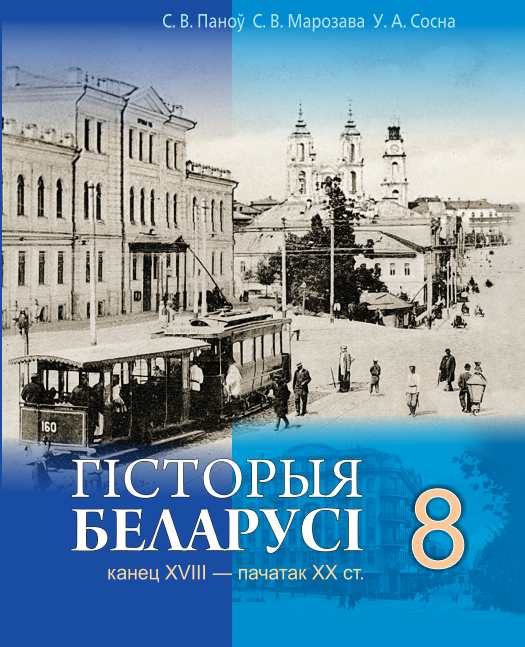 С. В. Паноў С. В. Марозава У. А. Сосна
160
ГІСТОРЫЯ
БЕЛАРУСІ 8
канец XVIII — пачатак XX ст.